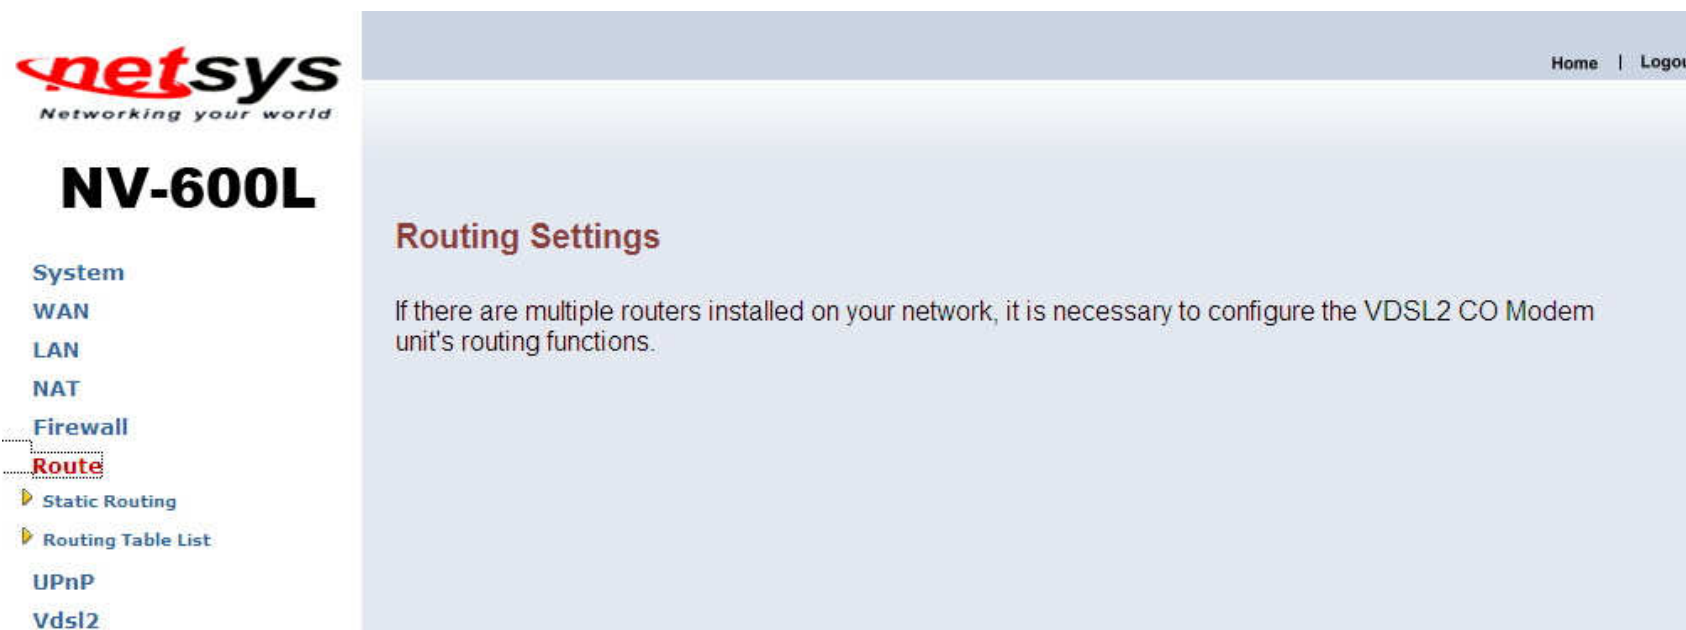 netsys
Networking your world
Home | Logou
NV-600L
Routing Settings
System
If there are multiple routers installed on your network, it is necessary to configure the VDSL2 CO Modem
unit's routing functions.
WAN
LAN
NAT
Firewall
Route
Static Routing
Routing Table List
UPnP
Vdsl2